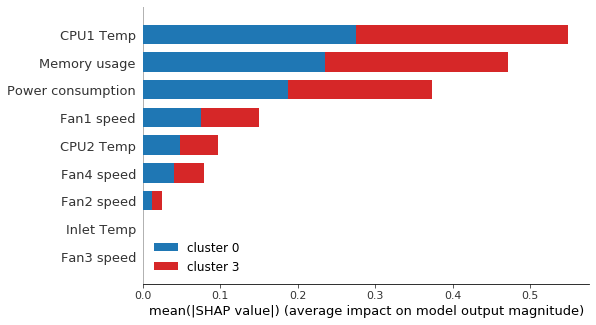 CPU1 Temp
Memory usage
Power consumption
Fan1 speed
CPU2 Temp
Fan4 speed
Fan2 speed
Inlet Temp
Fan3 speed
cluster 0
cluster 3
0.0 0.1 0.2 0.3 0.4 0.5
mean(|SHAP value|) (average impact on model output magnitude)